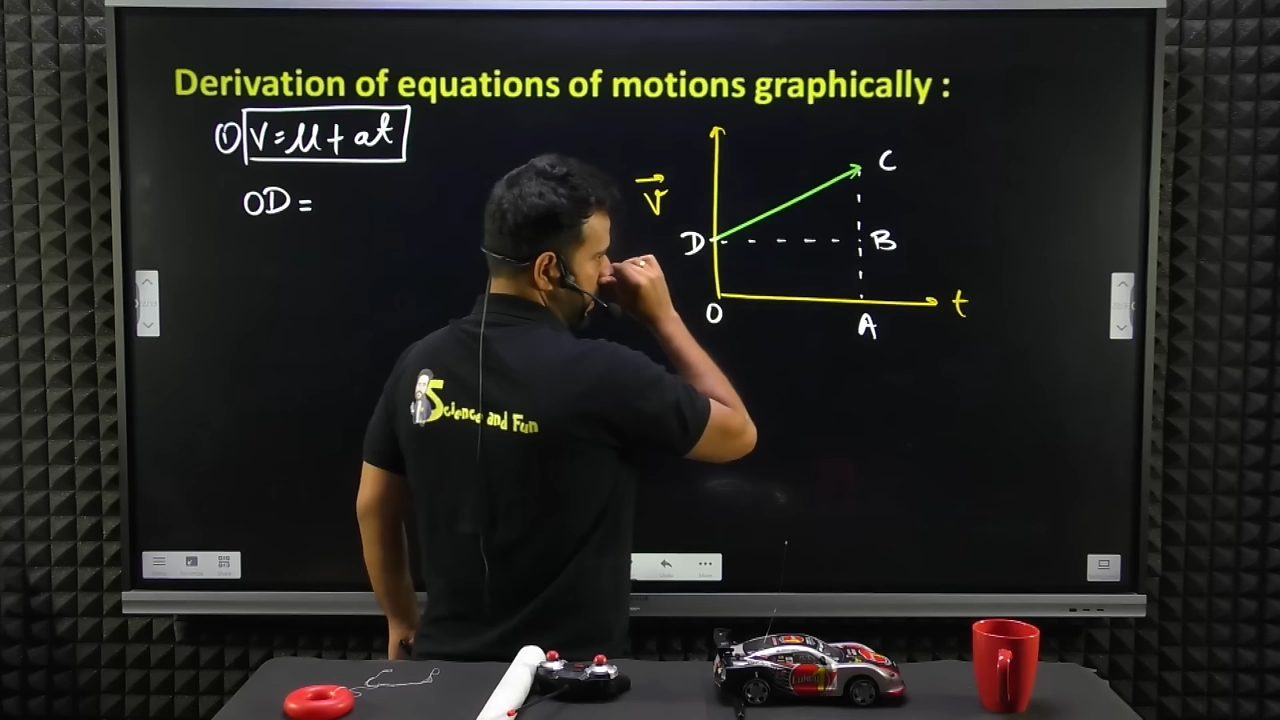 Derivation of equations of motions graphically :
① V = u + at
OD =
V
C
D
B
O
A
t
Science and Fun